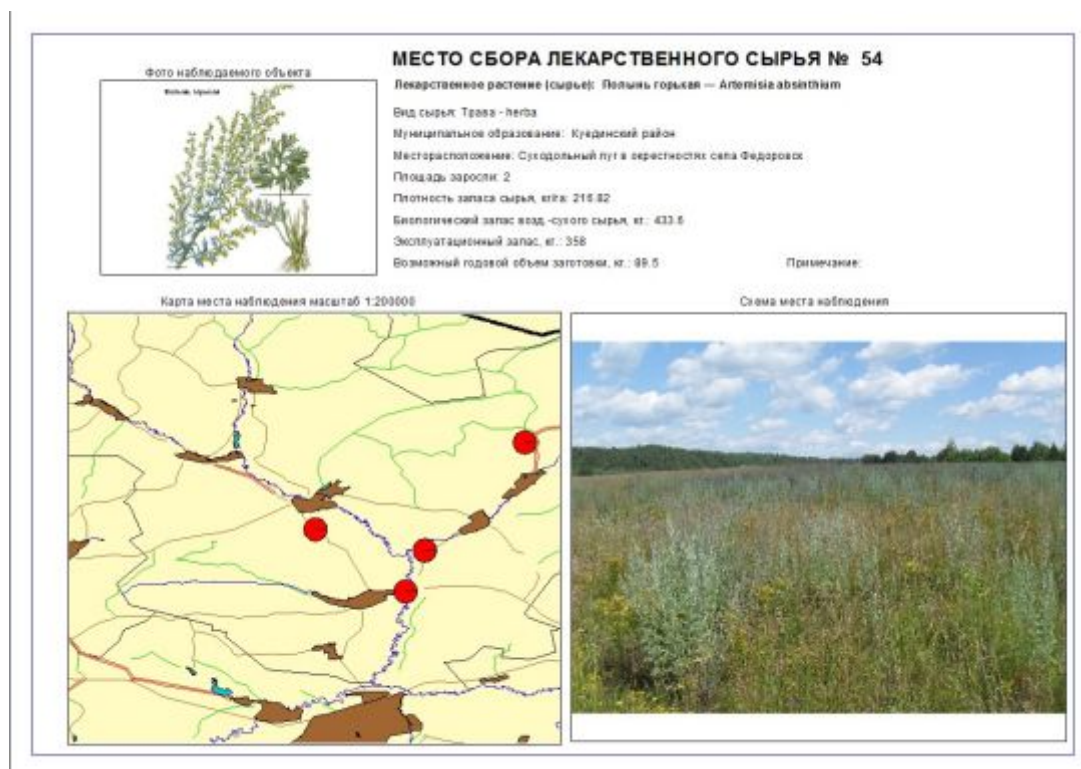 МЕСТО СБОРА ЛЕКАРСТВЕННОГО СЫРЬЯ № 54
Фото наблюдаемого объекта
Полынь горькая
Лекарственное растение (сырье): Полынь горькая — Artemisia absinthium
Вид сырья: Трава - herba
Муниципальное образование: Куединский район
Месторасположение: Суходольный луг в окрестностях села Федоровск
Площадь заросли: 2
Плотность запаса сырья, кг/га: 216.82
Биологический запас возд.-сухого сырья, кг.: 433.6
Эксплуатационный запас, кг.: 358
Возможный годовой объем заготовки, кг.: 89.5
Примечание:
Карта места наблюдения масштаб 1:200000
Схема места наблюдения